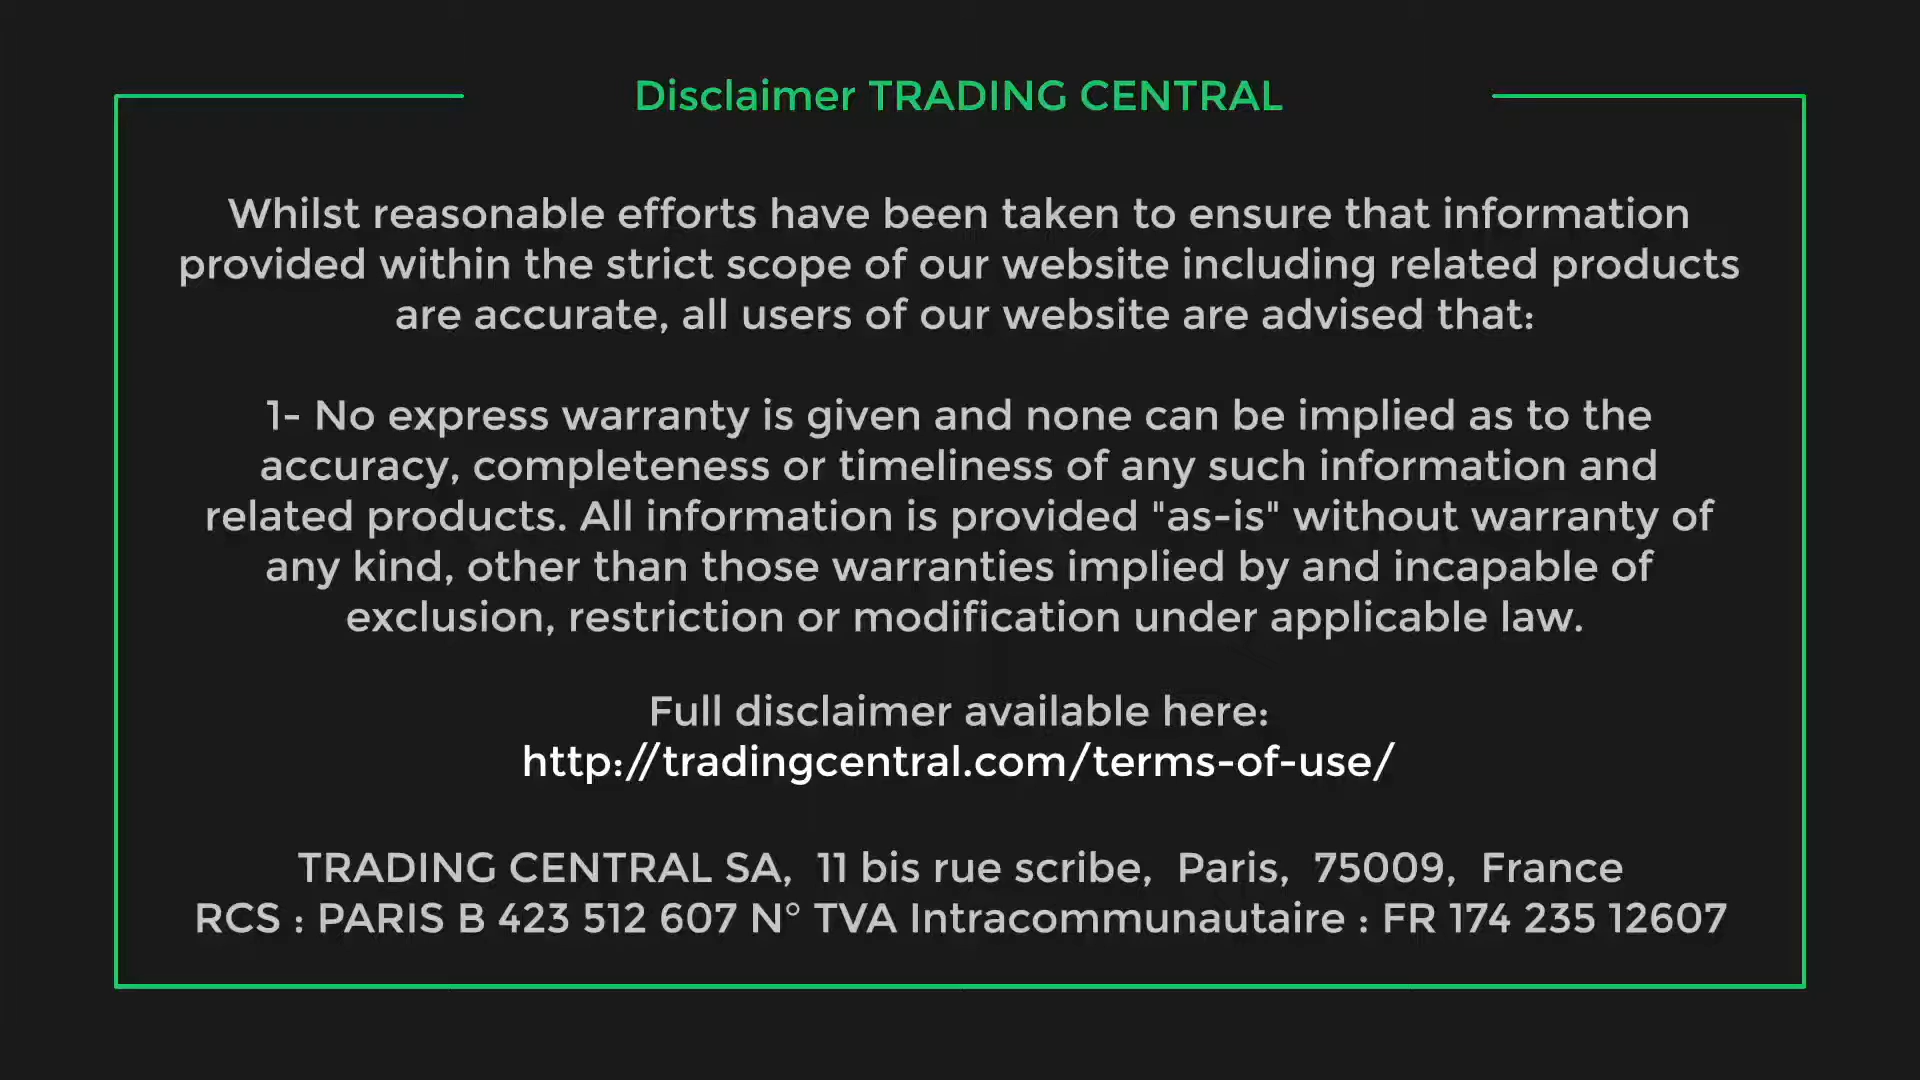 Disclaimer TRADING CENTRAL
Whilst reasonable efforts have been taken to ensure that information
provided within the strict scope of our website including related products
are accurate, all users of our website are advised that:
1- No express warranty is given and none can be implied as to the
accuracy, completeness or timeliness of any such information and
related products. All information is provided "as-is" without warranty of
any kind, other than those warranties implied by and incapable of
exclusion, restriction or modification under applicable law.
Full disclaimer available here:
http://tradingcentral.com/terms-of-use/
TRADING CENTRAL SA,  11 bis rue scribe,  Paris,  75009,  France
RCS : PARIS B 423 512 607 N° TVA Intracommunautaire : FR 174 235 12607